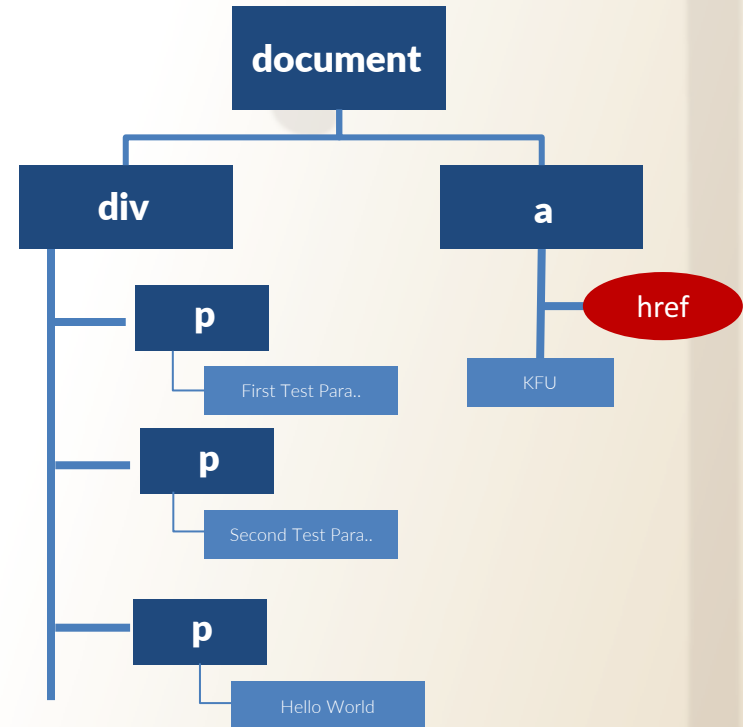 document
div
a
p
href
First Test Para..
KFU
p
Second Test Para..
p
Hello World